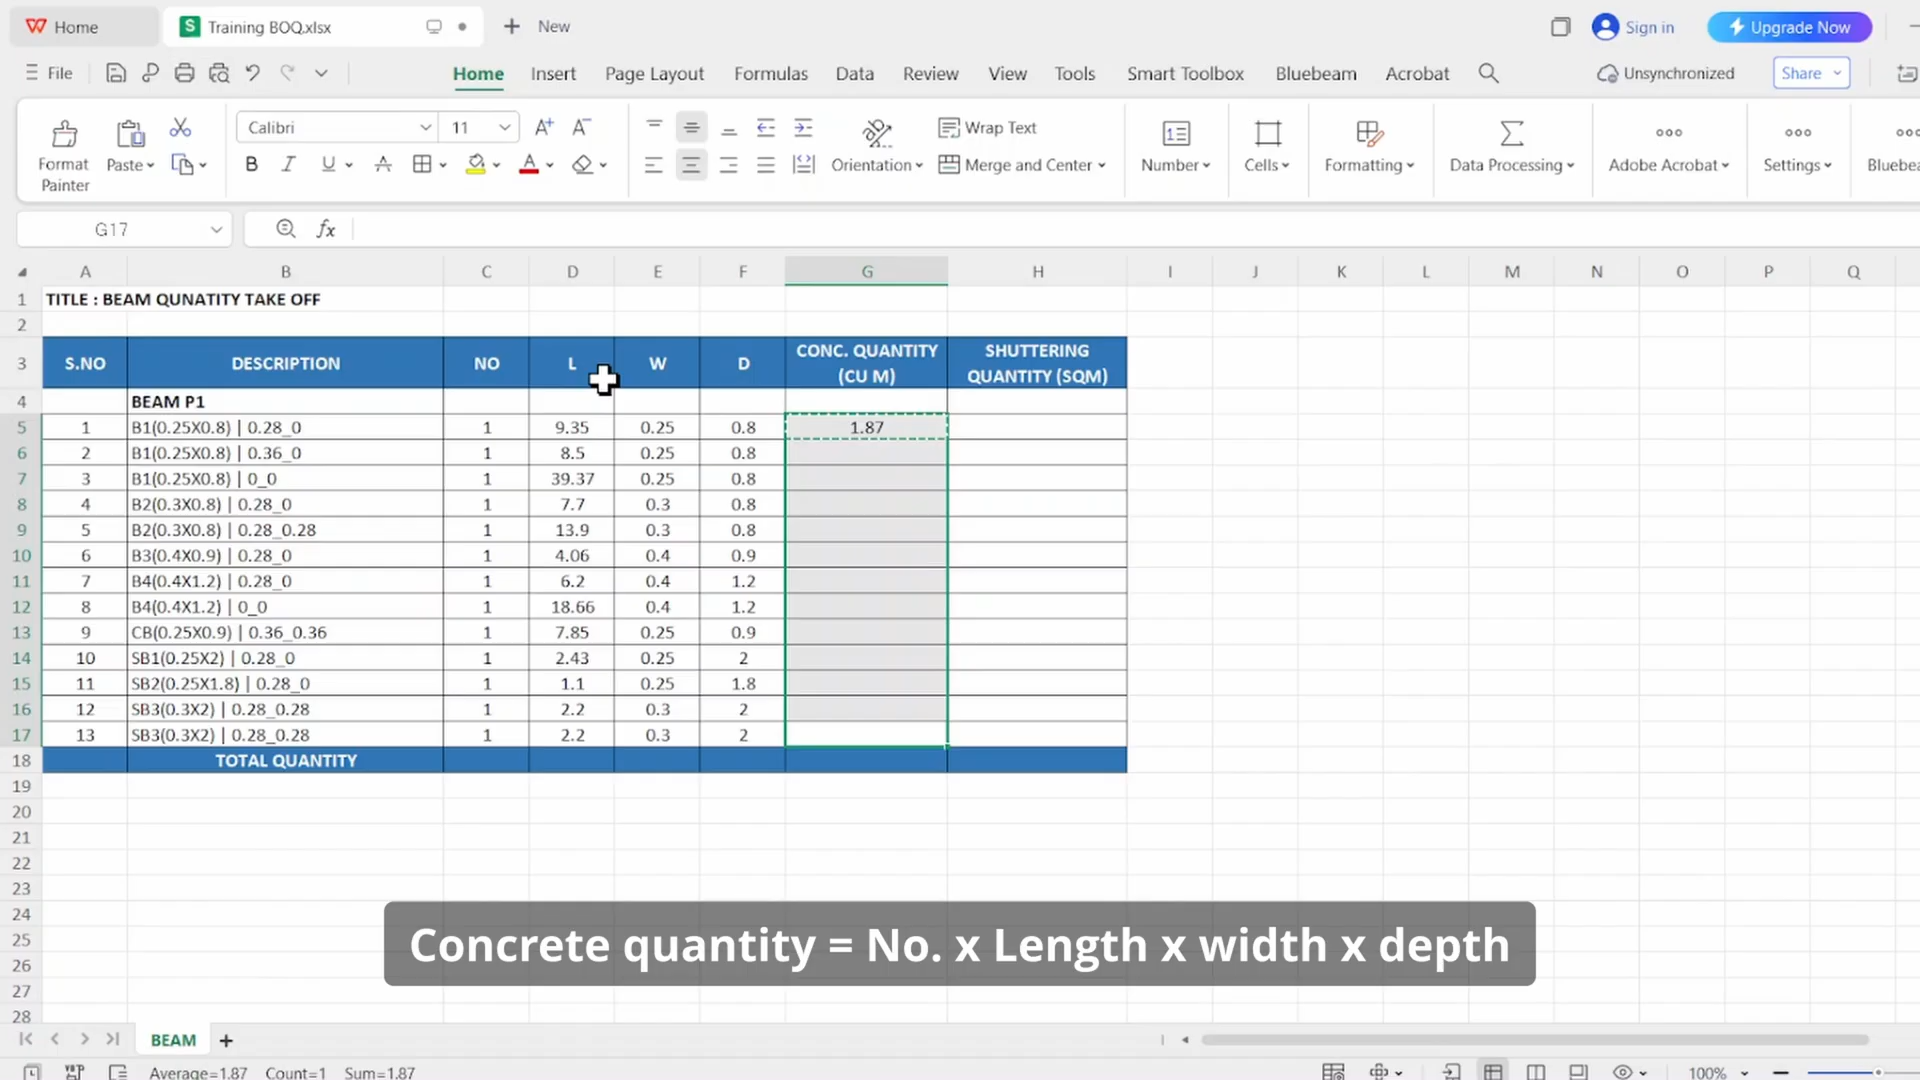 Home Training BOQ.xlsx New Sign in Upgrade Now
File Home Insert Page Layout Formulas Data Review View Tools Smart Toolbox Bluebeam Acrobat Unsynchronized Share
Calibri 11 Wrap Text
Format Painter Paste Orientation Merge and Center Number Cells Formatting Data Processing Adobe Acrobat Settings
G17 fx
A B C D E F G H I J K L M N O P Q
1 TITLE : BEAM QUNATITY TAKE OFF
2
3 S.NO DESCRIPTION NO L W D CONC. QUANTITY (CU M) SHUTTERING QUANTITY (SQM)
4 BEAM P1
5 1 B1(0.25X0.8) | 0.28_0 1 9.35 0.25 0.8 1.87
6 2 B1(0.25X0.8) | 0.36_0 1 8.5 0.25 0.8
7 3 B1(0.25X0.8) | 0_0 1 39.37 0.25 0.8
8 4 B2(0.3X0.8) | 0.28_0 1 7.7 0.3 0.8
9 5 B2(0.3X0.8) | 0.28_0.28 1 13.9 0.3 0.8
10 6 B3(0.4X0.9) | 0.28_0 1 4.06 0.4 0.9
11 7 B4(0.4X1.2) | 0.28_0 1 6.2 0.4 1.2
12 8 B4(0.4X1.2) | 0_0 1 18.66 0.4 1.2
13 9 CB(0.25X0.9) | 0.36_0.36 1 7.85 0.25 0.9
14 10 SB1(0.25X2) | 0.28_0 1 2.43 0.25 2
15 11 SB2(0.25X1.8) | 0.28_0 1 1.1 0.25 1.8
16 12 SB3(0.3X2) | 0.28_0.28 1 2.2 0.3 2
17 13 SB3(0.3X2) | 0.28_0.28 1 2.2 0.3 2
18 TOTAL QUANTITY
19
20
21
22
23
24
25
26
27
28
Concrete quantity = No. x Length x width x depth
BEAM
Average=1.87 Count=1 Sum=1.87 100%